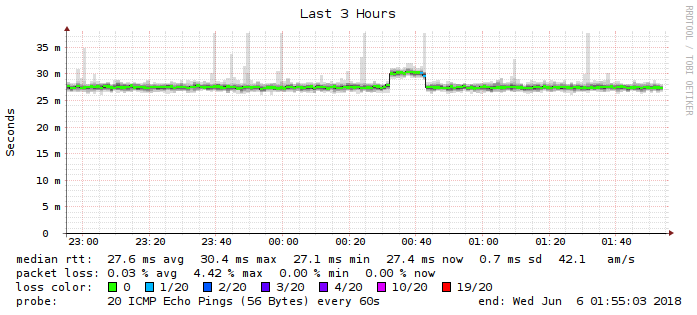 Last 3 Hours
RRDTOOL / TOBI OETIKER
Seconds
35 m
30 m
25 m
20 m
15 m
10 m
5 m
0
23:00 23:20 23:40 00:00 00:20 00:40 01:00 01:20 01:40
median rtt: 27.6 ms avg 30.4 ms max 27.1 ms min 27.4 ms now 0.7 ms sd 42.1 am/s
packet loss: 0.03 % avg 4.42 % max 0.00 % min 0.00 % now
loss color: 0 1/20 2/20 3/20 4/20 10/20 19/20
probe: 20 ICMP Echo Pings (56 Bytes) every 60s end: Wed Jun 6 01:55:03 2018